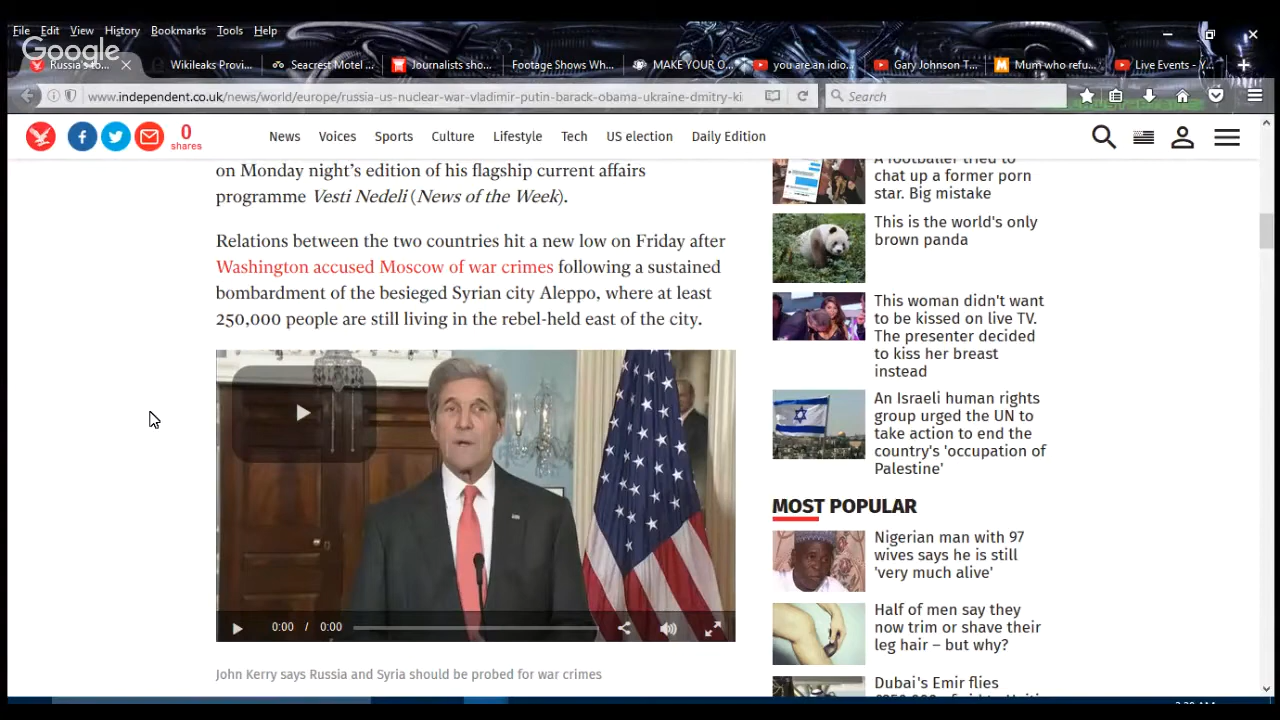 File Edit View History Bookmarks Tools Help
Google
Russia's to...
Wikileaks Provi...
Seacrest Motel ...
Journalists sho...
Footage Shows Wh...
MAKE YOUR O...
you are an idio...
Gary Johnson T...
Mum who refu...
Live Events - Y...
www.independent.co.uk/news/world/europe/russia-us-nuclear-war-vladimir-putin-barack-obama-ukraine-dmitry-ki
Search
0
shares
News Voices Sports Culture Lifestyle Tech US election Daily Edition
on Monday night's edition of his flagship current affairs
programme Vesti Nedeli (News of the Week).
Relations between the two countries hit a new low on Friday after
Washington accused Moscow of war crimes following a sustained
bombardment of the besieged Syrian city Aleppo, where at least
250,000 people are still living in the rebel-held east of the city.
0:00 / 0:00
John Kerry says Russia and Syria should be probed for war crimes
A footballer tried to
chat up a former porn
star. Big mistake
This is the world's only
brown panda
This woman didn't want
to be kissed on live TV.
The presenter decided
to kiss her breast
instead
An Israeli human rights
group urged the UN to
take action to end the
country's 'occupation of
Palestine'
MOST POPULAR
Nigerian man with 97
wives says he is still
'very much alive'
Half of men say they
now trim or shave their
leg hair – but why?
Dubai's Emir flies